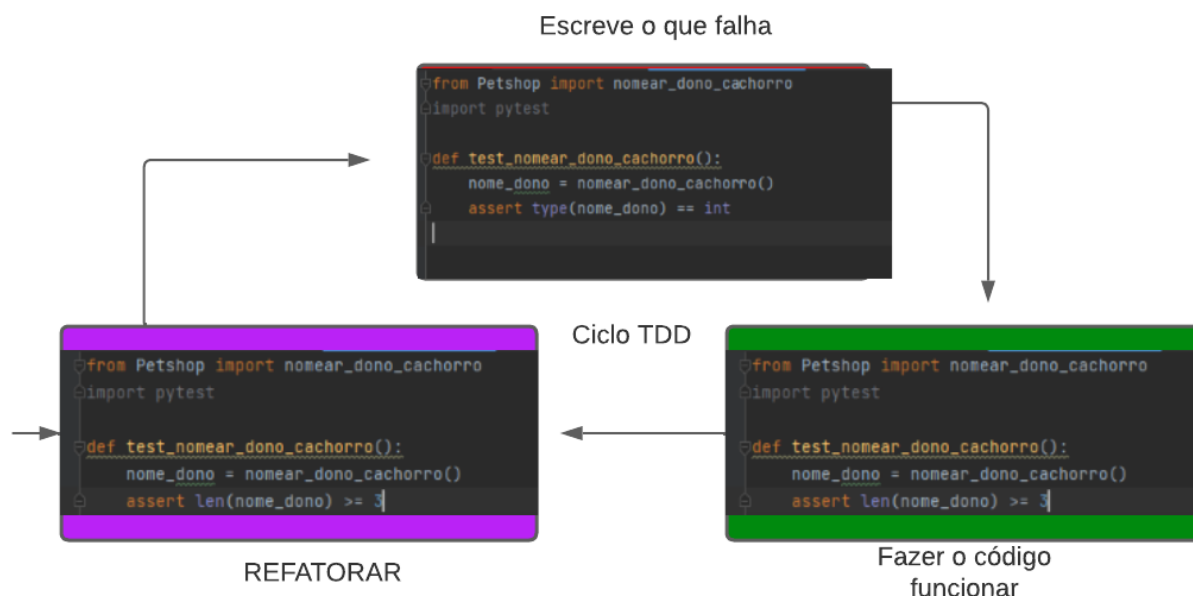 Escreve o que falha
from Petshop import nomear_dono_cachorro
import pytest
def test_nomear_dono_cachorro():
nome_dono = nomear_dono_cachorro()
assert type(nome_dono) == int
Ciclo TDD
from Petshop import nomear_dono_cachorro
import pytest
def test_nomear_dono_cachorro():
nome_dono = nomear_dono_cachorro()
assert len(nome_dono) >= 3
REFATORAR
from Petshop import nomear_dono_cachorro
import pytest
def test_nomear_dono_cachorro():
nome_dono = nomear_dono_cachorro()
assert len(nome_dono) >= 3
Fazer o código
funcionar